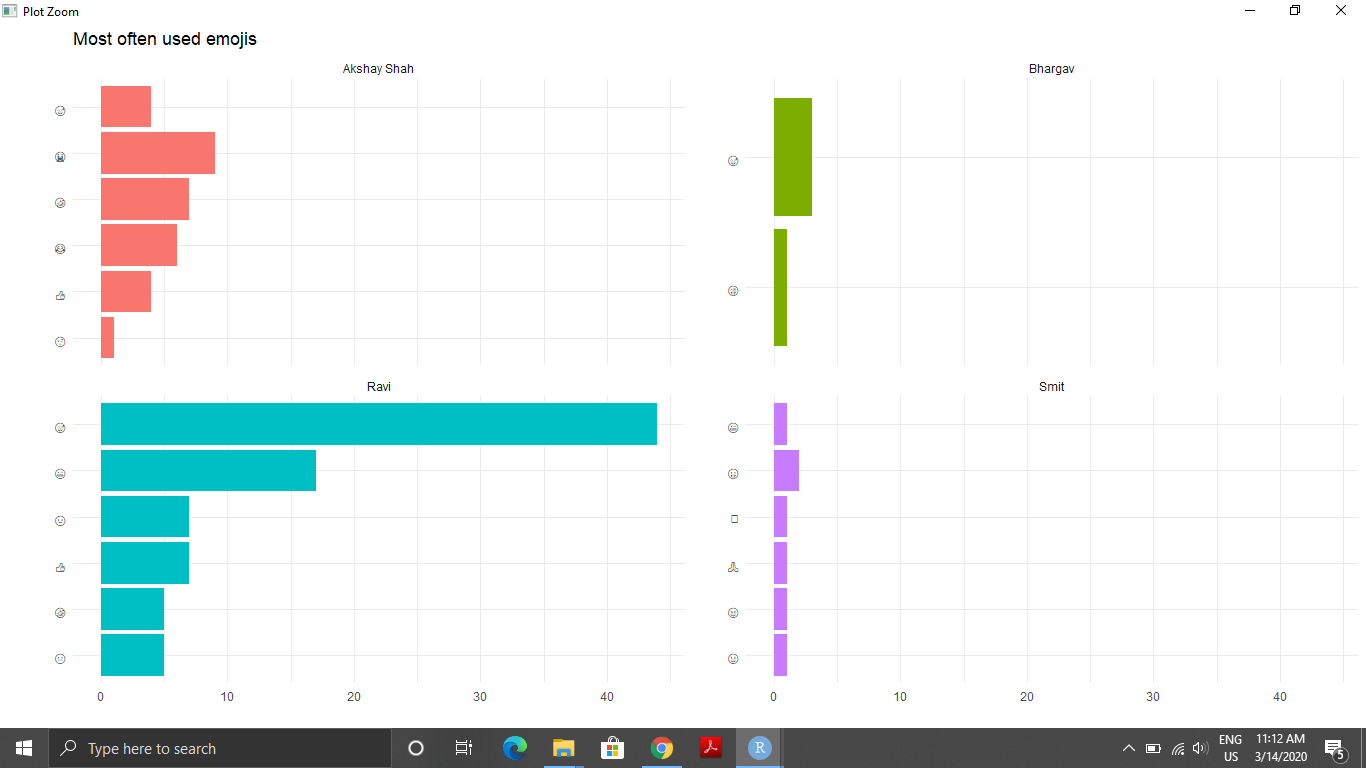 Plot Zoom
Most often used emojis
Akshay Shah
Bhargav
Ravi
Smit
0 10 20 30 40
0 10 20 30 40
Type here to search
R
ENG
US
11:12 AM
3/14/2020
5